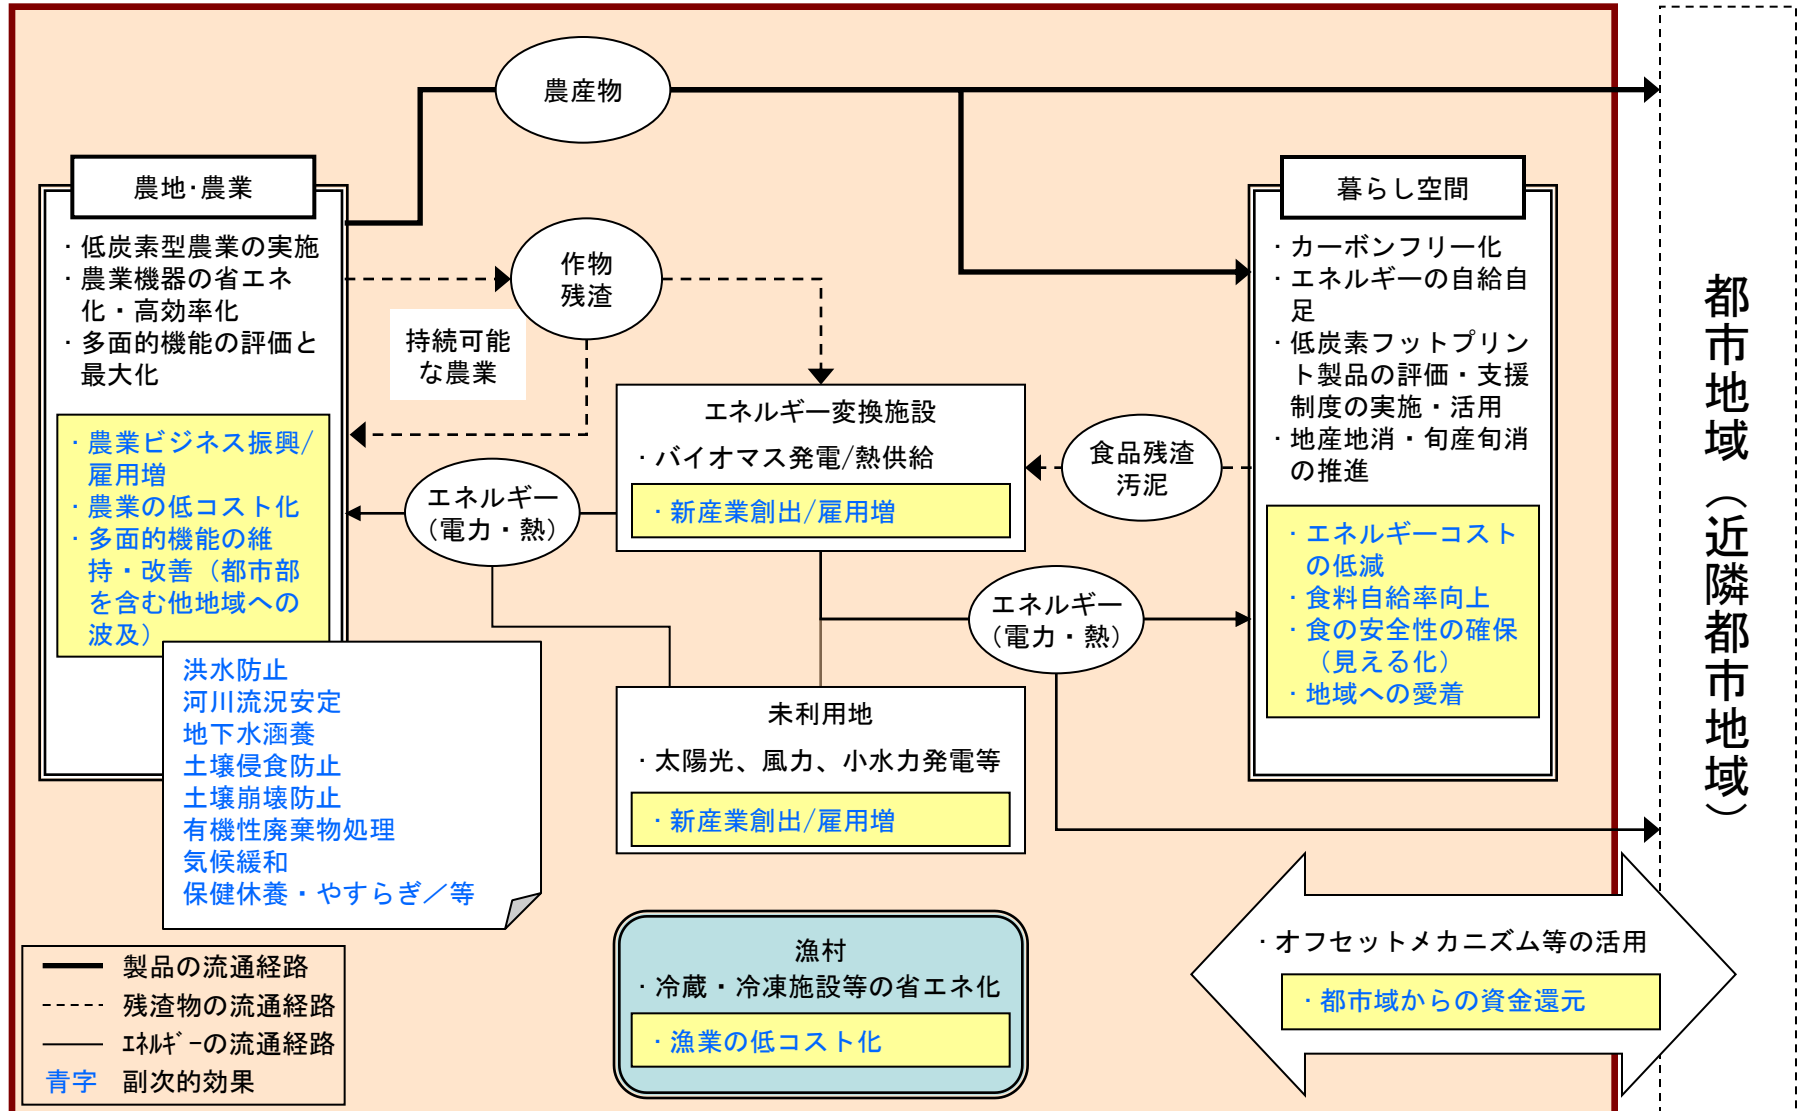 農産物
農地・農業
・低炭素型農業の実施
・農業機器の省エネ
化・高効率化
・多面的機能の評価と
最大化
・農業ビジネス振興/
雇用増
・農業の低コスト化
・多面的機能の維
持・改善（都市部
を含む他地域への
波及）
洪水防止
河川流況安定
地下水涵養
土壌侵食防止
土壌崩壊防止
有機性廃棄物処理
気候緩和
保健休養・やすらぎ／等
作物
残渣
持続可能
な農業
エネルギー
（電力・熱）
エネルギー変換施設
・バイオマス発電/熱供給
・新産業創出/雇用増
食品残渣
汚泥
エネルギー
（電力・熱）
未利用地
・太陽光、風力、小水力発電等
・新産業創出/雇用増
漁村
・冷蔵・冷凍施設等の省エネ化
・漁業の低コスト化
暮らし空間
・カーボンフリー化
・エネルギーの自給自
足
・低炭素フットプリン
ト製品の評価・支援
制度の実施・活用
・地産地消・旬産旬消
の推進
・エネルギーコスト
の低減
・食料自給率向上
・食の安全性の確保
（見える化）
・地域への愛着
都市地域（近隣都市地域）
・オフセットメカニズム等の活用
・都市域からの資金還元
製品の流通経路
残渣物の流通経路
ｴﾈﾙｷﾞｰの流通経路
青字 副次的効果